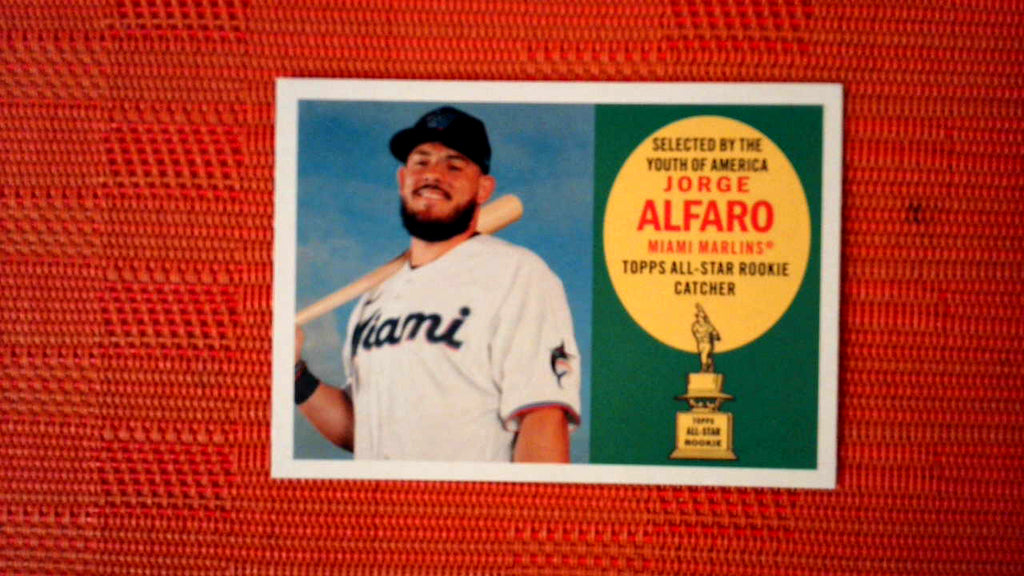 Miami
SELECTED BY THE
YOUTH OF AMERICA
JORGE
ALFARO
MIAMI MARLINS®
TOPPS ALL-STAR ROOKIE
CATCHER
TOPPS
ALL-STAR
ROOKIE